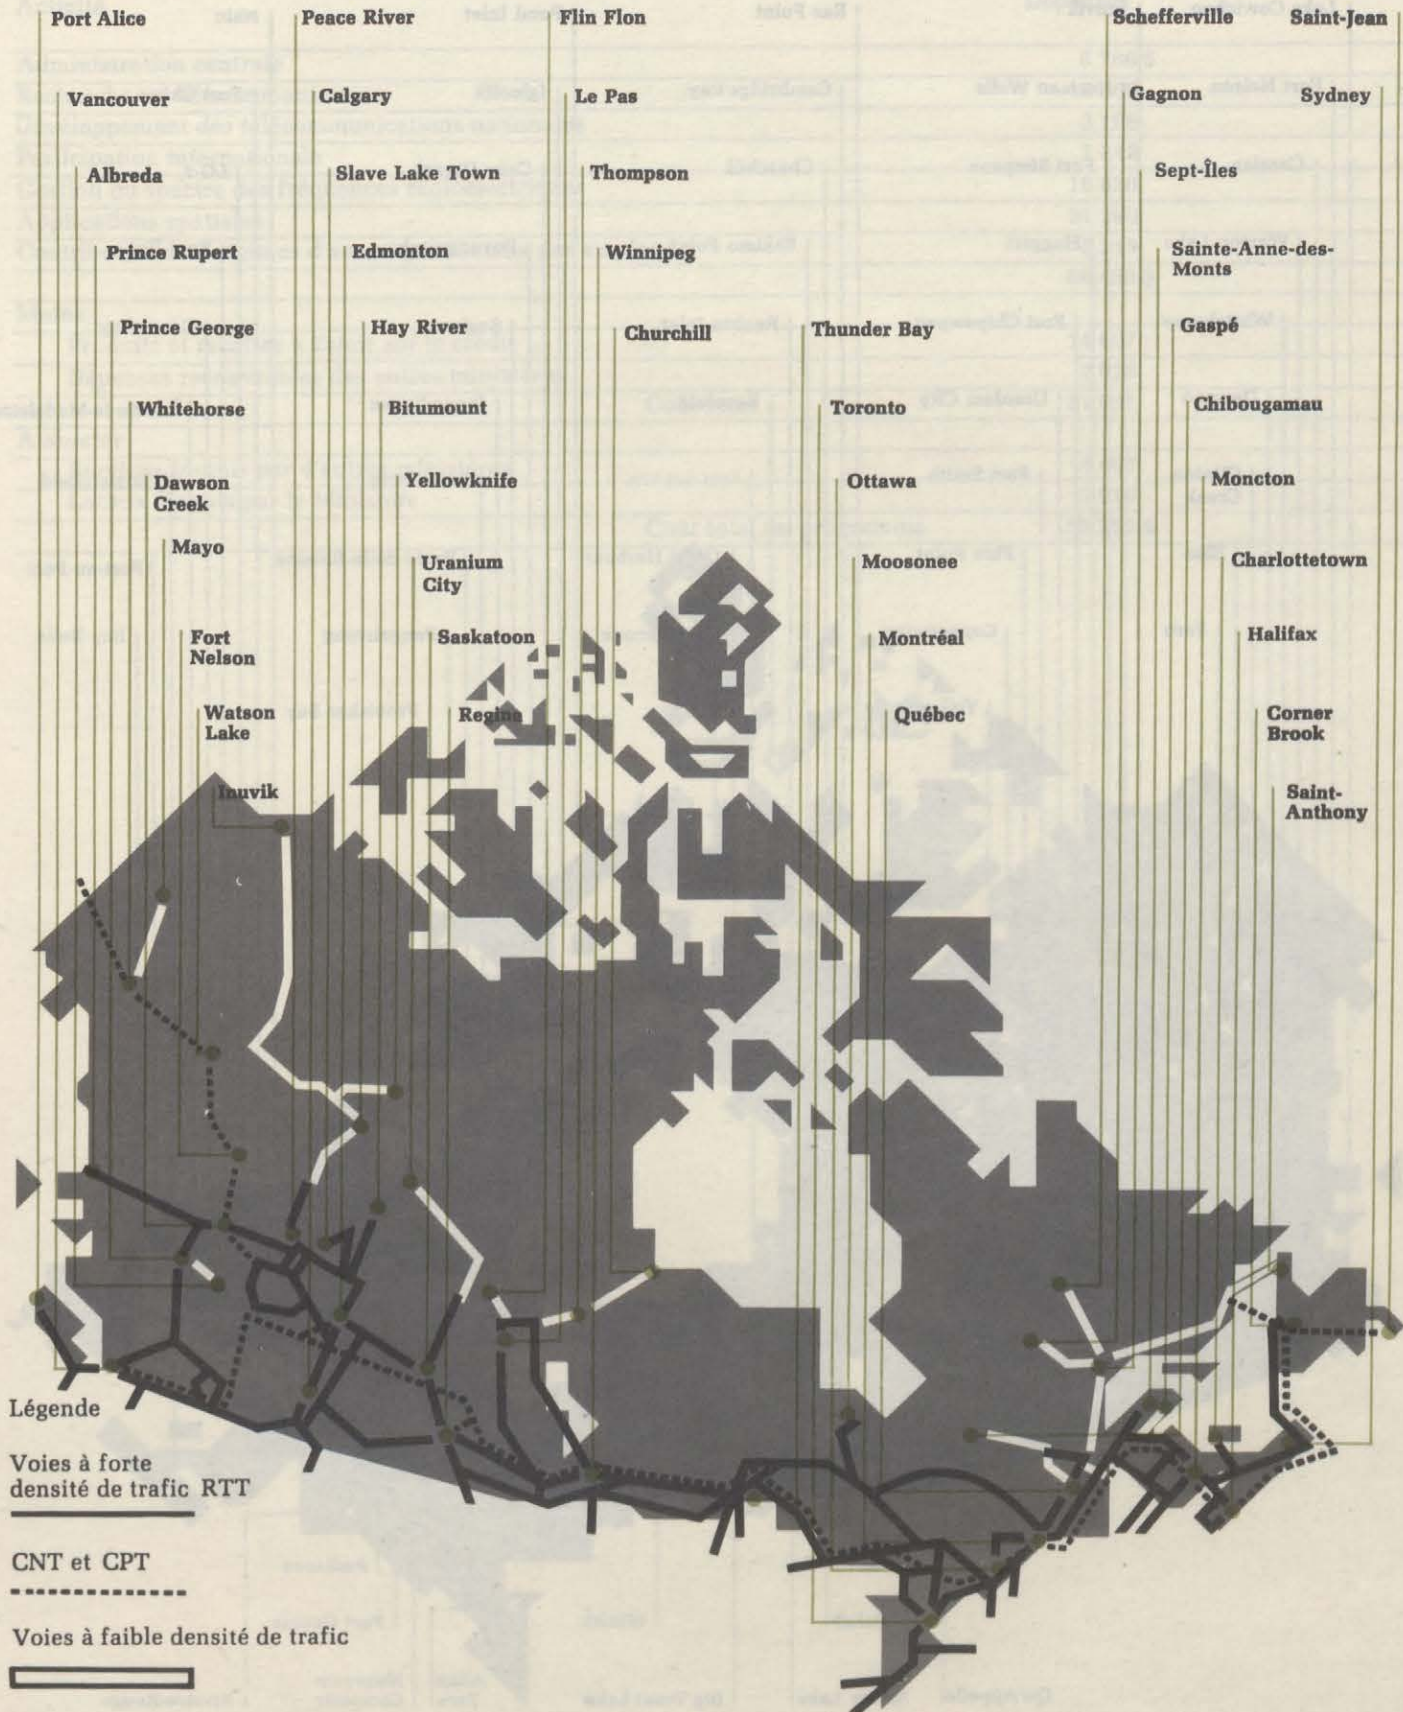 Port Alice
Peace River
Flin Flon
Schefferville
Saint-Jean
Vancouver
Calgary
Le Pas
Gagnon
Sydney
Albreda
Slave Lake Town
Thompson
Sept-Îles
Prince Rupert
Edmonton
Winnipeg
Sainte-Anne-des-
Monts
Prince George
Hay River
Churchill
Thunder Bay
Gaspé
Whitehorse
Bitumount
Toronto
Chibougamau
Dawson
Creek
Yellowknife
Ottawa
Moncton
Mayo
Uranium
City
Moosonee
Charlottetown
Fort
Nelson
Saskatoon
Montréal
Halifax
Watson
Lake
Regina
Québec
Corner
Brook
Inuvik
Saint-
Anthony
Légende
Voies à forte
densité de trafic RTT
CNT et CPT
Voies à faible densité de trafic